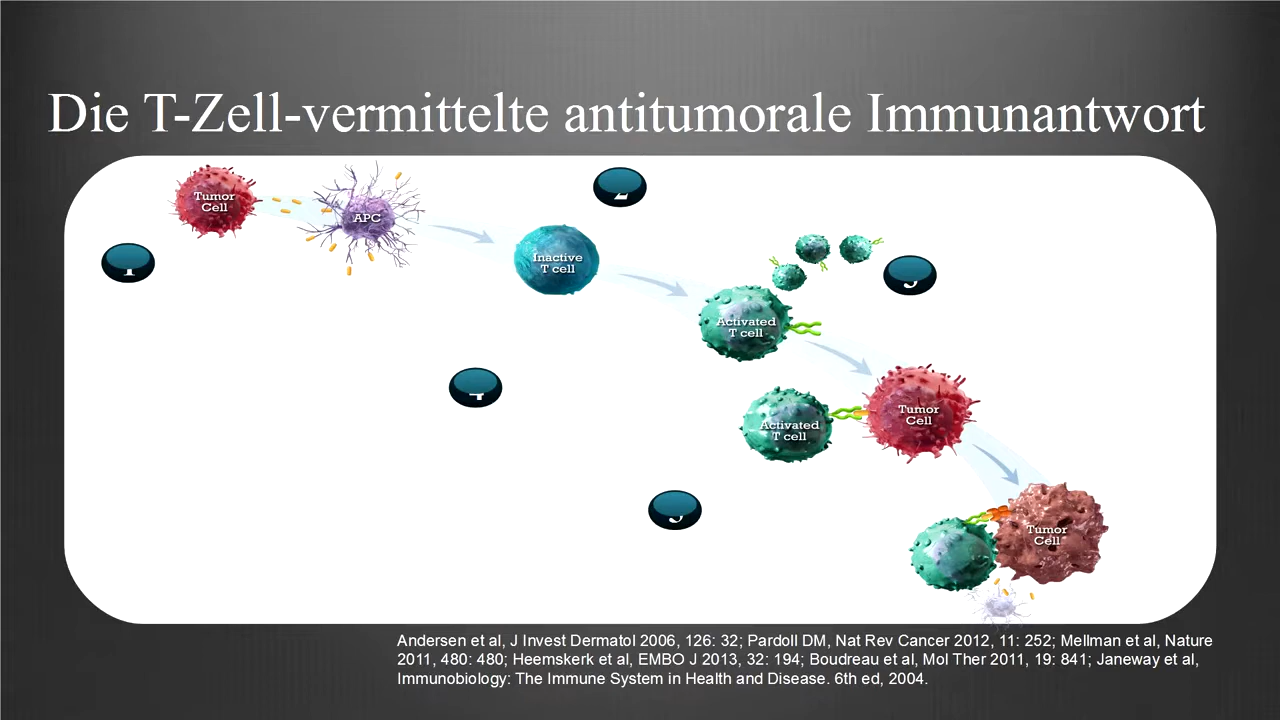 Die T-Zell-vermittelte antitumorale Immunantwort
Tumor
Cell
APC
Inactive
T cell
Activated
T cell
Activated
T cell
Tumor
Cell
Tumor
Cell
Andersen et al, J Invest Dermatol 2006, 126: 32; Pardoll DM, Nat Rev Cancer 2012, 11: 252; Mellman et al, Nature
2011, 480: 480; Heemskerk et al, EMBO J 2013, 32: 194; Boudreau et al, Mol Ther 2011, 19: 841; Janeway et al,
Immunobiology: The Immune System in Health and Disease. 6th ed, 2004.